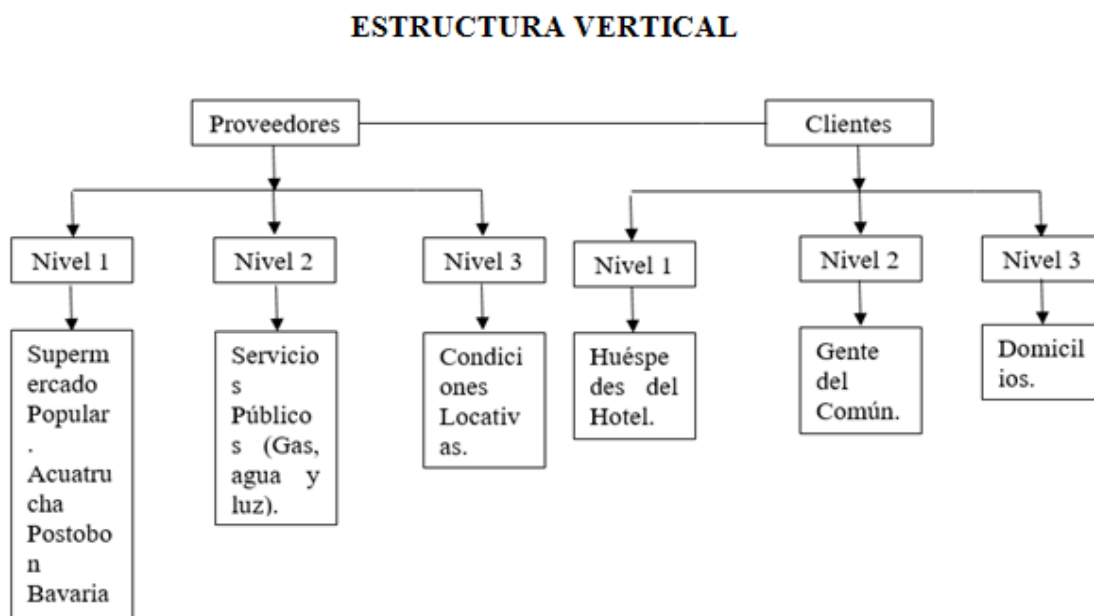 ESTRUCTURA VERTICAL
Proveedores
Clientes
Nivel 1
Nivel 2
Nivel 3
Nivel 1
Nivel 2
Nivel 3
Superm
ercado
Popular
.
Acuatru
cha
Postobo
n
Bavaria
Servicio
s
Público
s (Gas,
agua y
luz).
Condici
ones
Locativ
as.
Huéspe
des del
Hotel.
Gente
del
Común.
Domicil
ios.